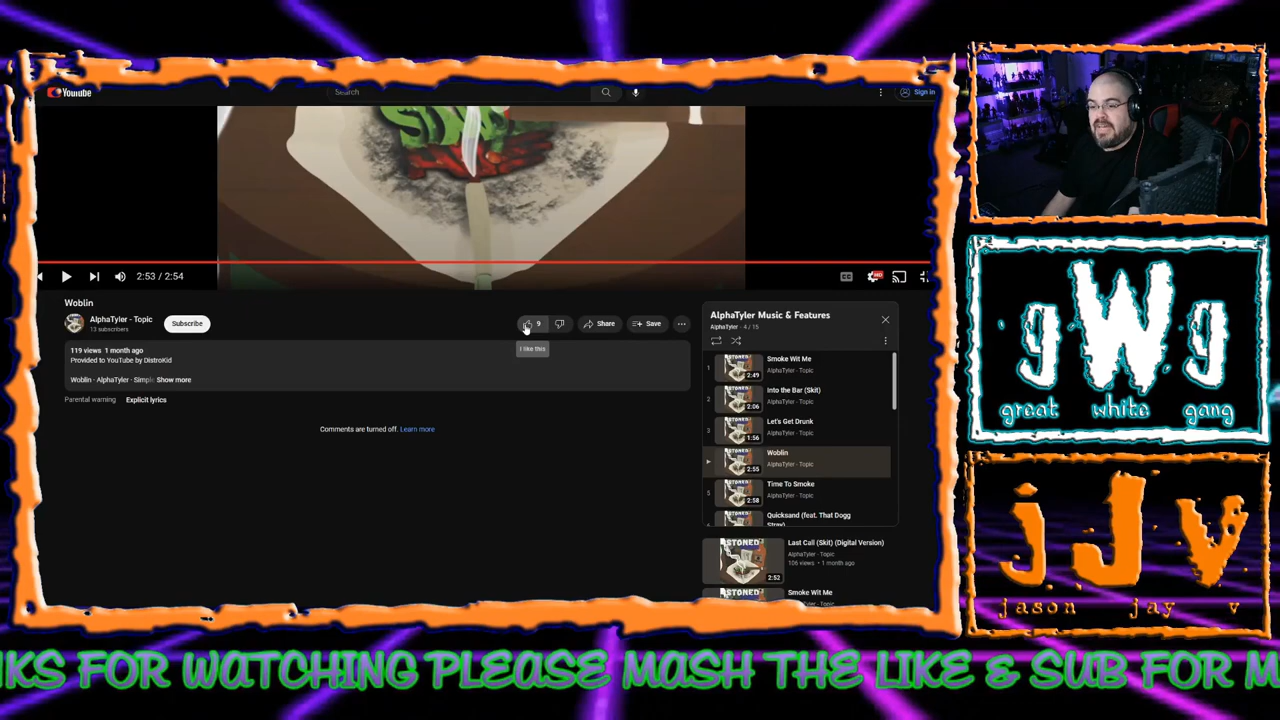 YouTube
Search
Sign in
2:53 / 2:54
Woblin
AlphaTyler - Topic
13 subscribers
Subscribe
9
Share
Save
I like this
119 views 1 month ago
Provided to YouTube by DistroKid
Woblin · AlphaTyler · Simple Show more
Parental warning Explicit lyrics
Comments are turned off. Learn more
AlphaTyler Music & Features
AlphaTyler - 4 / 15
1
Smoke Wit Me
AlphaTyler - Topic
2:49
2
Into the Bar (Skit)
AlphaTyler - Topic
2:06
3
Let's Get Drunk
AlphaTyler - Topic
1:56
Woblin
AlphaTyler - Topic
2:55
5
Time To Smoke
AlphaTyler - Topic
2:58
Quicksand (feat. That Dogg
Stray)
STONED
Last Call (Skit) (Digital Version)
AlphaTyler - Topic
106 views • 1 month ago
2:52
Smoke Wit Me
gWg
great white gang
jJv
jason jay v
NKS FOR WATCHING PLEASE MASH THE LIKE & SUB FOR M